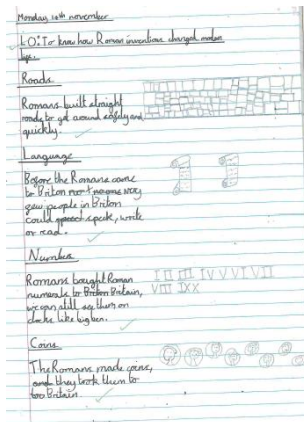 Monday 14th november
LO: To know how Roman inventions changed modern
life.
Roads
Romans built straight
roads to get around safely and
quickly.
Language
Before the Romans came
to Briton very
few people in Briton
could speak, write
or read.
Numbers
Romans bought Roman
numerals to Britain,
we can still see them on
clocks like big ben.
I II III IV V VI VII
VIII IX X
Coins
The Romans made coins,
and they took them to
Britain.